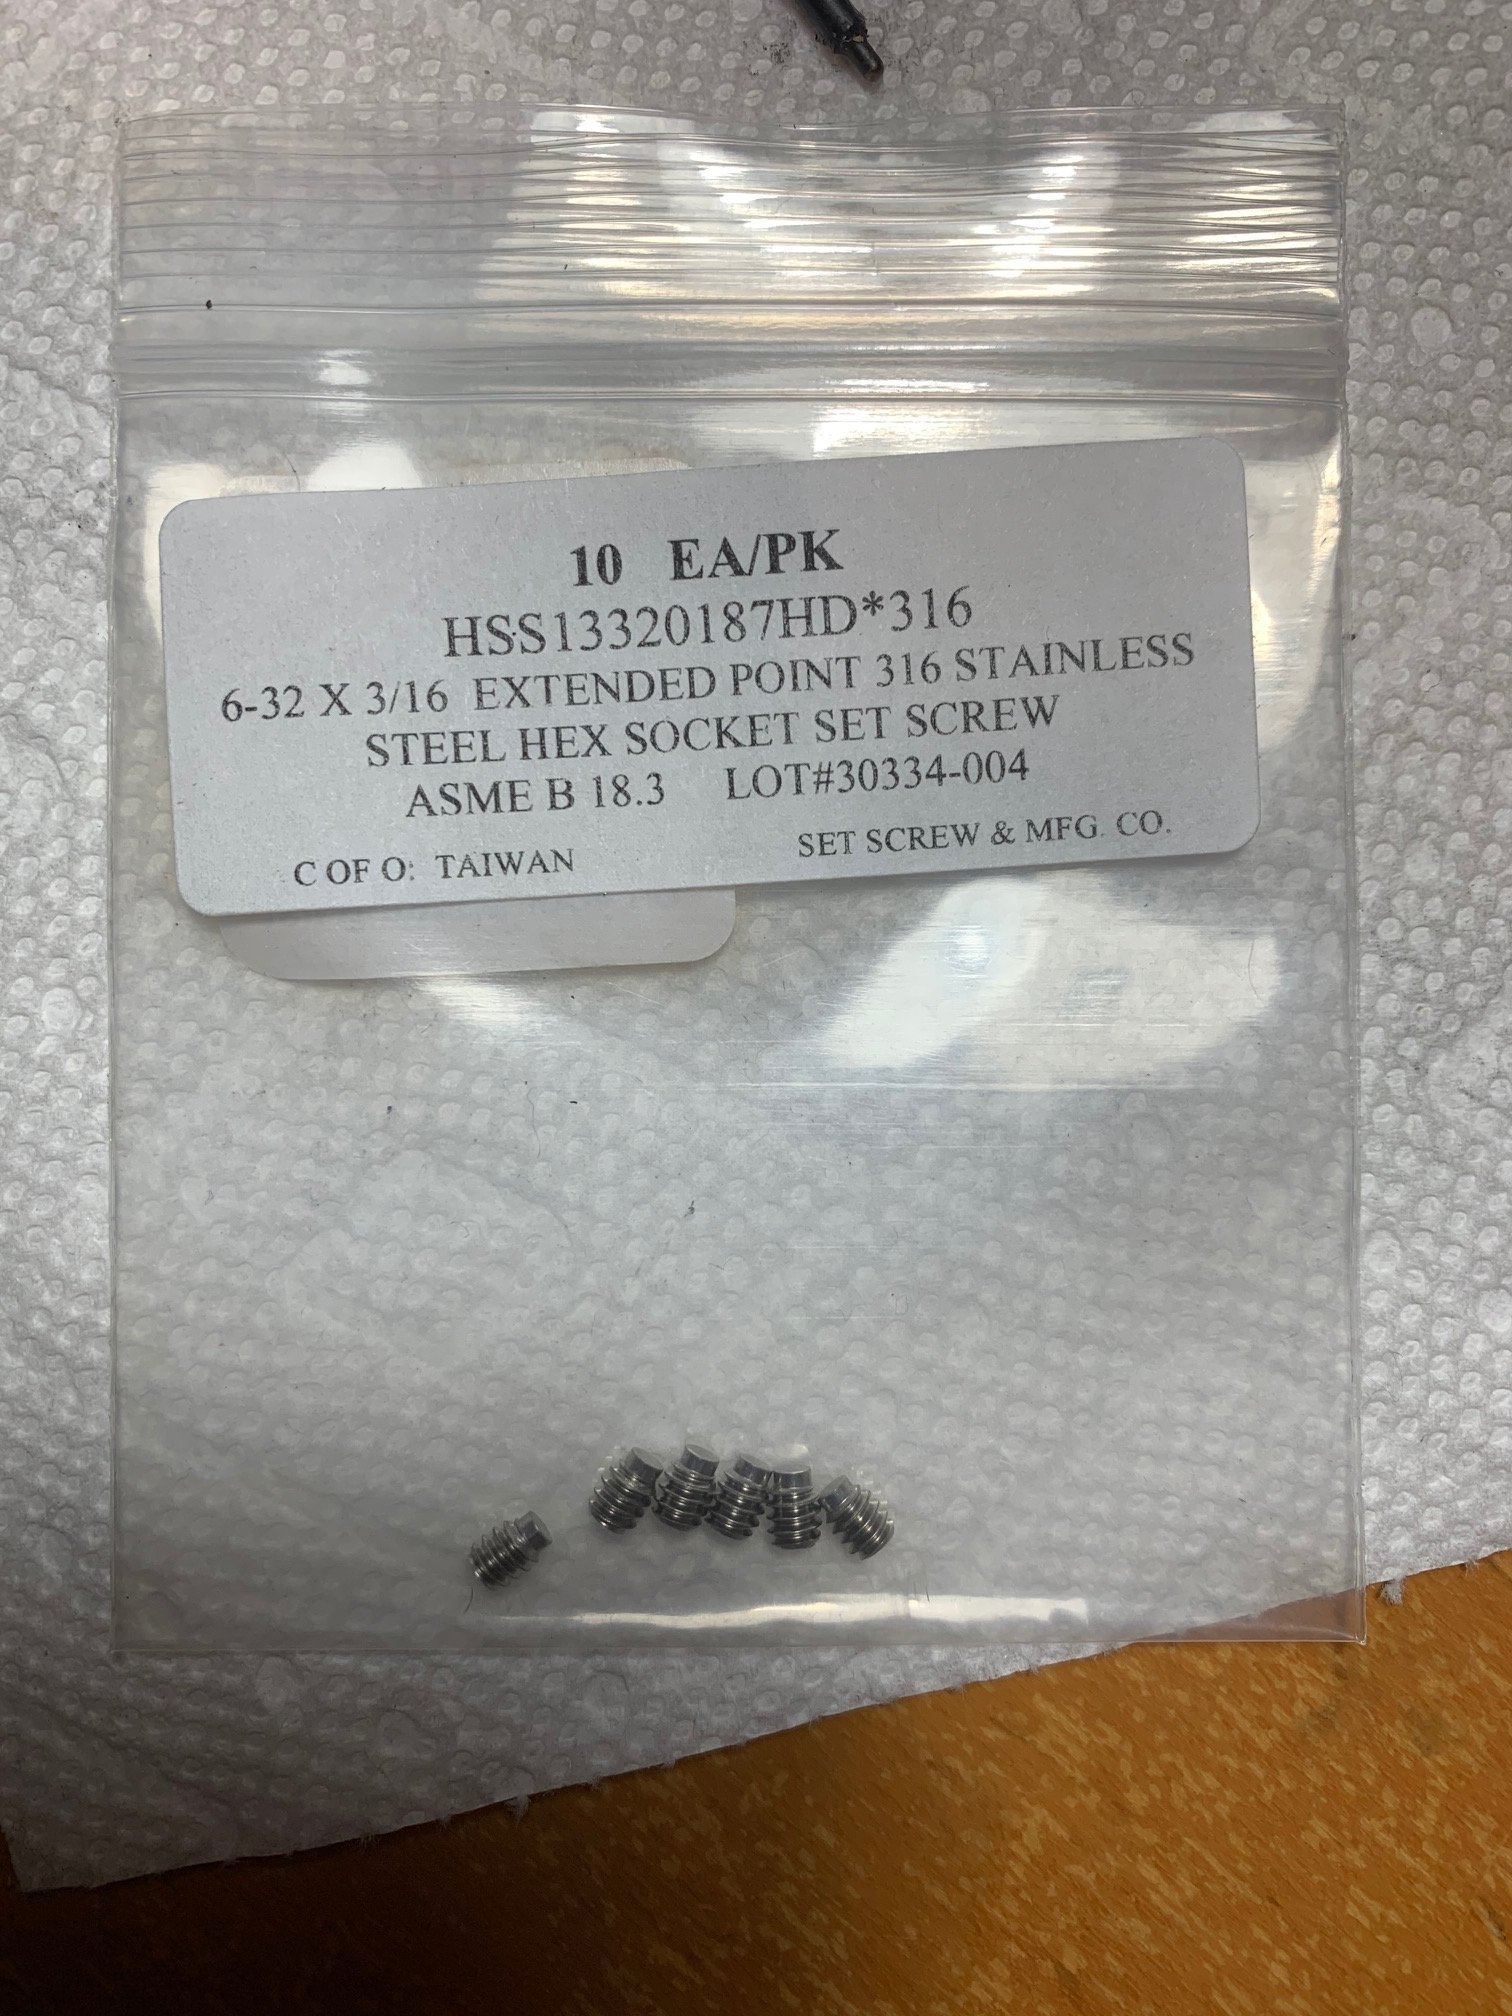 10 EA/PK
HSS13320187HD*316
6-32 X 3/16 EXTENDED POINT 316 STAINLESS
STEEL HEX SOCKET SET SCREW
ASME B 18.3 LOT#30334-004
C OF O: TAIWAN SET SCREW & MFG. CO.